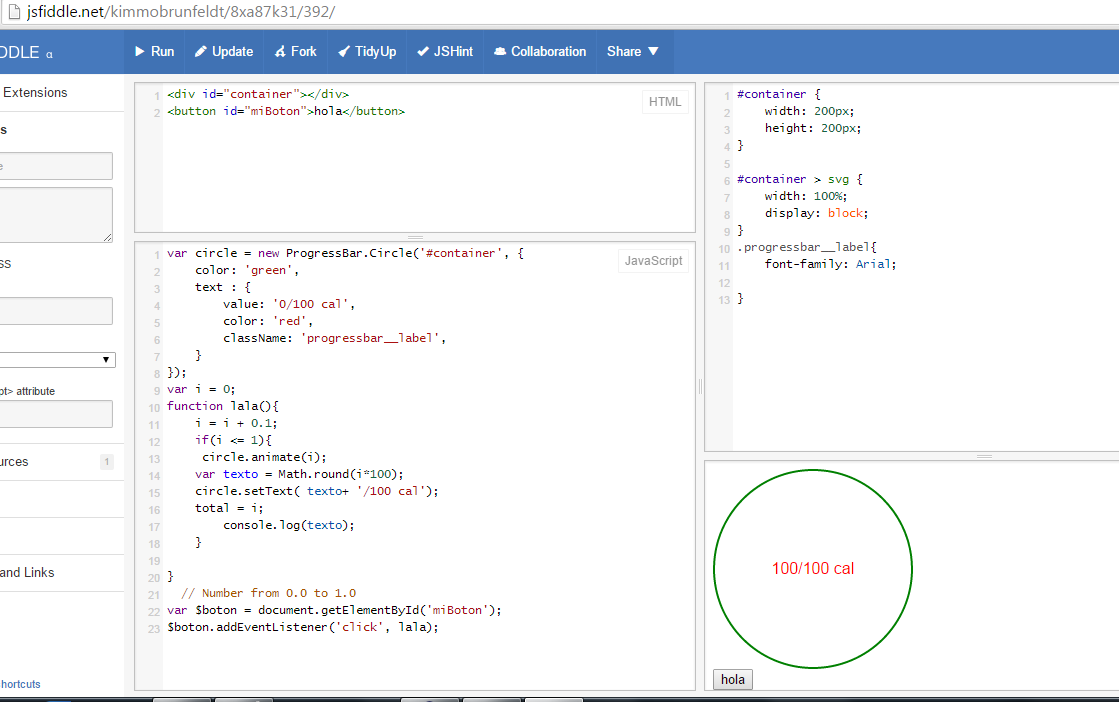 jsfiddle.net/kimmobrunfeldt/8xa87k31/392/
DDLE α
Run
Update
Fork
TidyUp
JSHint
Collaboration
Share ▼
Extensions
s
e
ss
pt> attribute
urces
1
and Links
hortcuts
HTML
1 <div id="container"></div>
2 <button id="miBoton">hola</button>
JavaScript
1 var circle = new ProgressBar.Circle('#container', {
2 color: 'green',
3 text : {
4 value: '0/100 cal',
5 color: 'red',
6 className: 'progressbar__label',
7 }
8 });
9 var i = 0;
10 function lala(){
11 i = i + 0.1;
12 if(i <= 1){
13 circle.animate(i);
14 var texto = Math.round(i*100);
15 circle.setText( texto+ '/100 cal');
16 total = i;
17 console.log(texto);
18 }
19
20 }
21 // Number from 0.0 to 1.0
22 var $boton = document.getElementById('miBoton');
23 $boton.addEventListener('click', lala);
1 #container {
2 width: 200px;
3 height: 200px;
4 }
5
6 #container > svg {
7 width: 100%;
8 display: block;
9 }
10 .progressbar__label{
11 font-family: Arial;
12
13 }
100/100 cal
hola